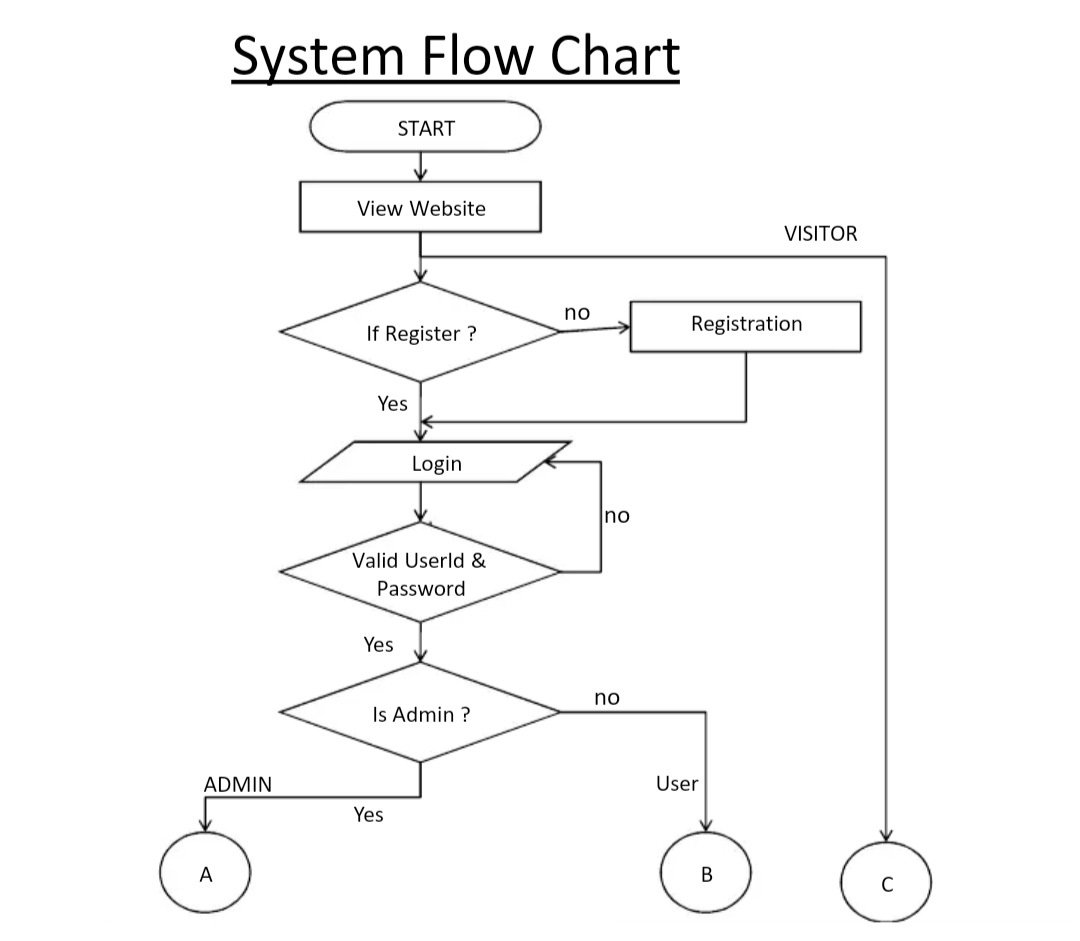 System Flow Chart
START
View Website
VISITOR
If Register ?
no
Registration
Yes
Login
no
Valid UserId &
Password
Yes
Is Admin ?
no
ADMIN
Yes
User
A
B
C